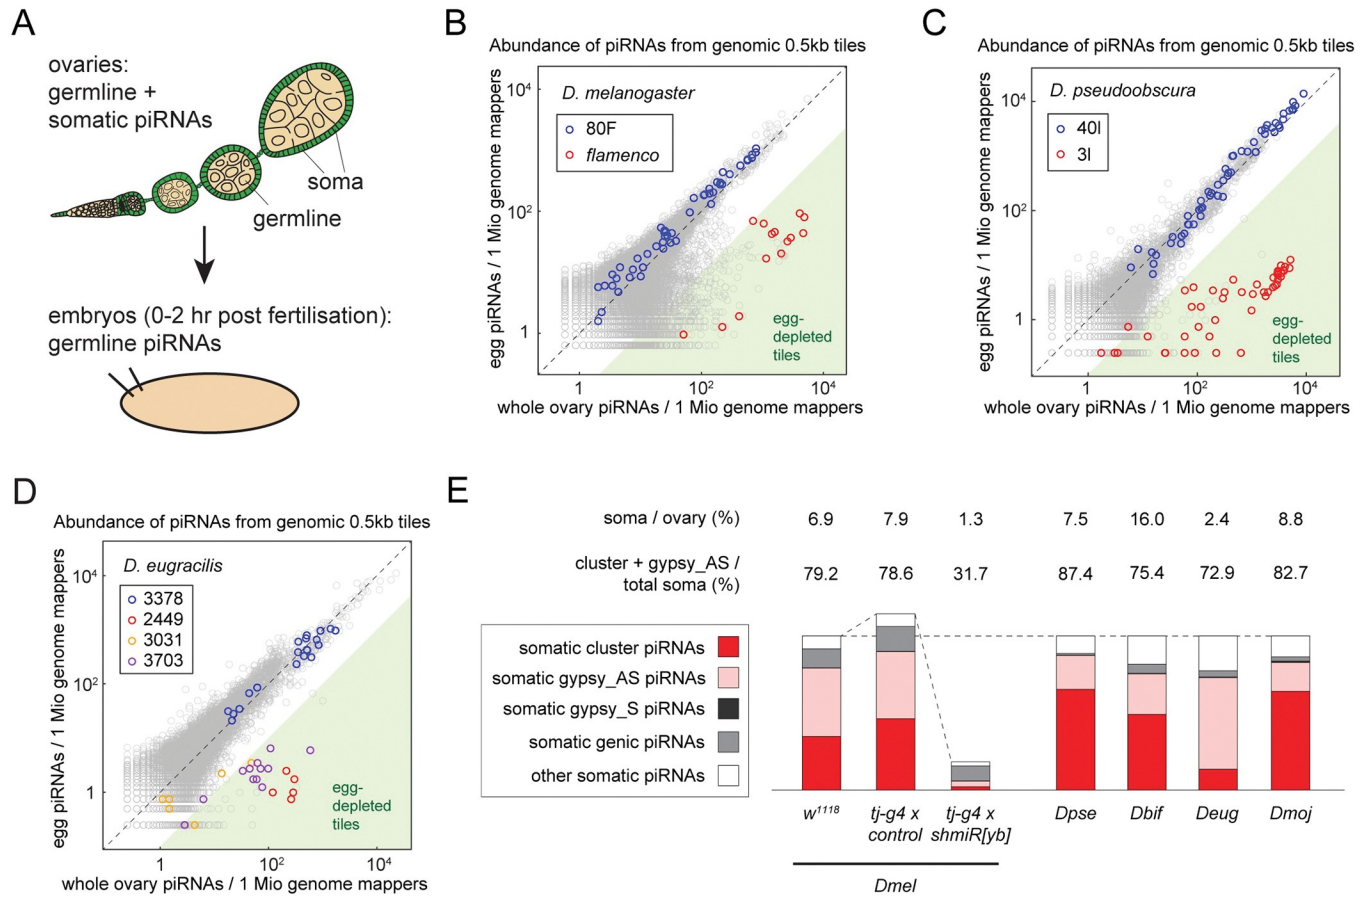 A
ovaries:
germline +
somatic piRNAs
soma
germline
embryos (0-2 hr post fertilisation):
germline piRNAs
B
Abundance of piRNAs from genomic 0.5kb tiles
egg piRNAs / 1 Mio genome mappers
10⁴
10²
1
D. melanogaster
80F
flamenco
egg-
depleted
tiles
1
10²
10⁴
whole ovary piRNAs / 1 Mio genome mappers
C
Abundance of piRNAs from genomic 0.5kb tiles
egg piRNAs / 1 Mio genome mappers
10⁴
10²
1
D. pseudoobscura
40I
3I
egg-
depleted
tiles
1
10²
10⁴
whole ovary piRNAs / 1 Mio genome mappers
D
Abundance of piRNAs from genomic 0.5kb tiles
egg piRNAs / 1 Mio genome mappers
10⁴
10²
1
D. eugracilis
3378
2449
3031
3703
egg-
depleted
tiles
1
10²
10⁴
whole ovary piRNAs / 1 Mio genome mappers
E
soma / ovary (%) 6.9 7.9 1.3 7.5 16.0 2.4 8.8
cluster + gypsy_AS /
total soma (%) 79.2 78.6 31.7 87.4 75.4 72.9 82.7
somatic cluster piRNAs
somatic gypsy_AS piRNAs
somatic gypsy_S piRNAs
somatic genic piRNAs
other somatic piRNAs
w¹¹¹⁸
tj-g4 x
control
tj-g4 x
shmiR[yb]
Dpse
Dbif
Deug
Dmoj
Dmel